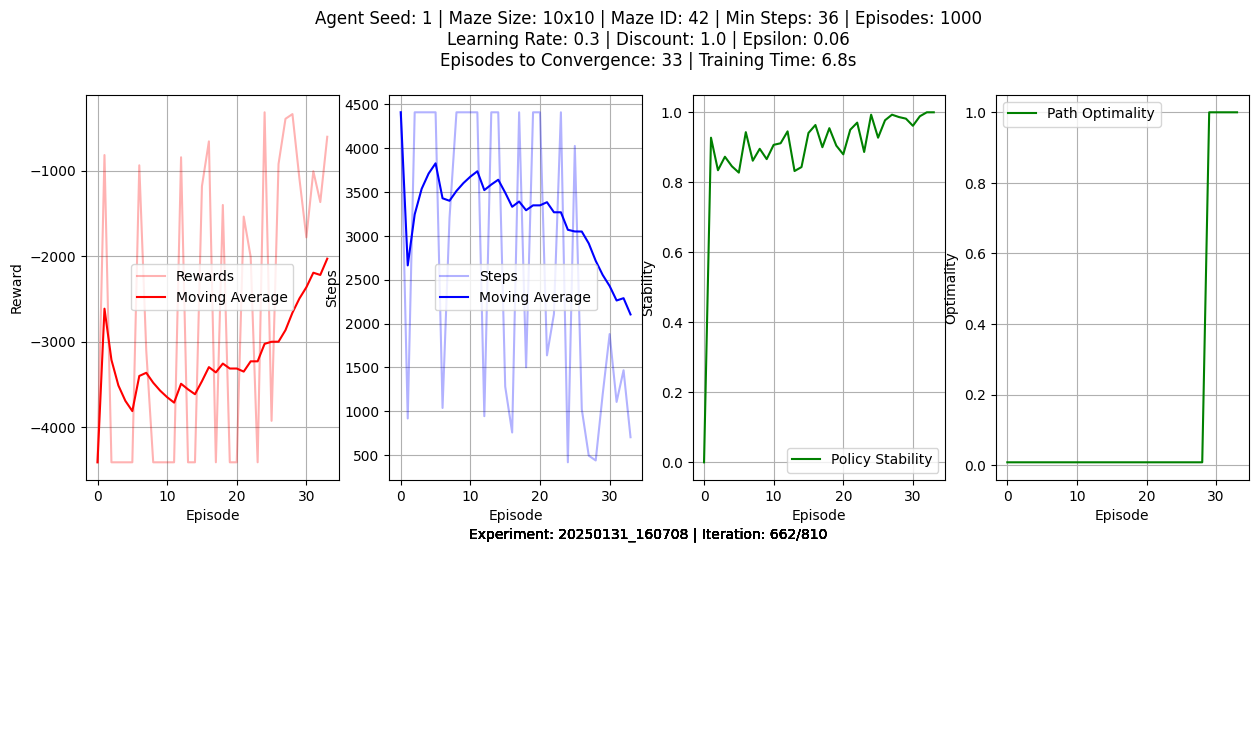 Agent Seed: 1 | Maze Size: 10x10 | Maze ID: 42 | Min Steps: 36 | Episodes: 1000
Learning Rate: 0.3 | Discount: 1.0 | Epsilon: 0.06
Episodes to Convergence: 33 | Training Time: 6.8s
Reward
−1000
−2000
−3000
−4000
Rewards
Moving Average
0
10
20
30
Episode
Steps
4500
4000
3500
3000
2500
2000
1500
1000
500
Steps
Moving Average
0
10
20
30
Episode
Stability
1.0
0.8
0.6
0.4
0.2
0.0
Policy Stability
0
10
20
30
Episode
Optimality
1.0
0.8
0.6
0.4
0.2
0.0
Path Optimality
0
10
20
30
Episode
Experiment: 20250131_160708 | Iteration: 662/810